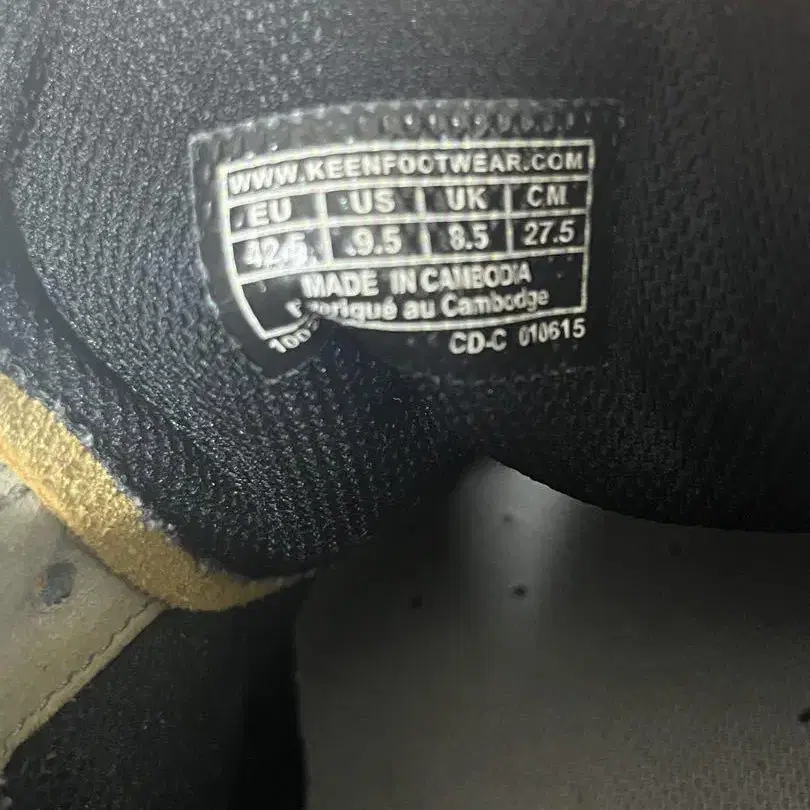 WWW.KEENFOOTWEAR.COM
EU US UK CM
42.5 9.5 8.5 27.5
MADE IN CAMBODIA
au Cambodge
CD-C 010615